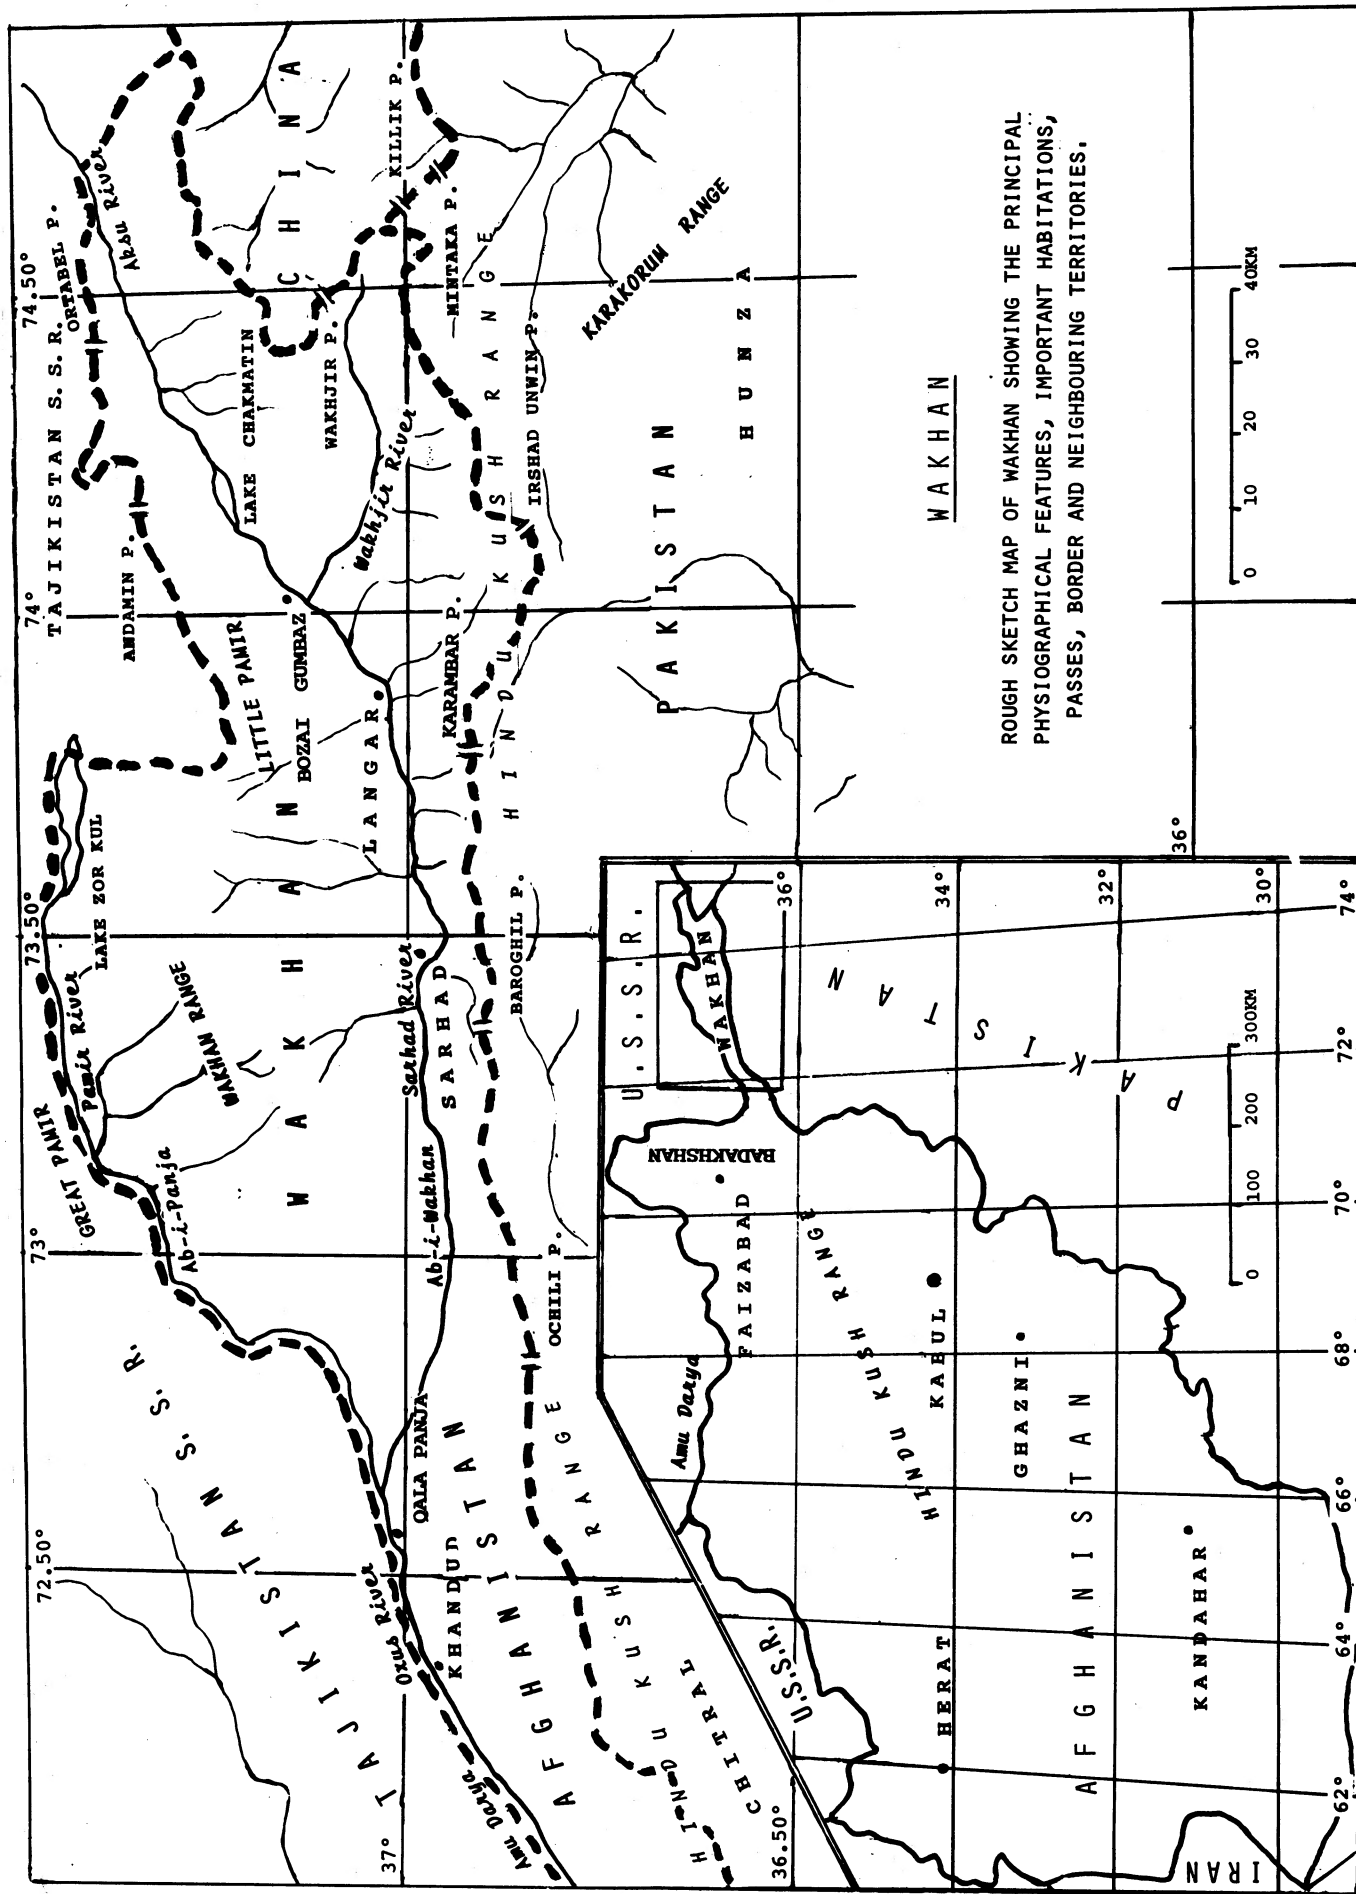 72.50°
73°
73.50°
74°
74.50°
TAJIKISTAN S.S.R.
GREAT PAMIR
Pamir River
LAKE ZOR KUL
TAJIKISTAN S.S.R.
ORTABEL P.
Aksu River
ANDAMIN P.
Ab-i-Panja
WAKHAN RANGE
LITTLE PAMIR
LAKE CHAKMATIN
CHINA
WAKHAN
BOZAI GUMBAZ
WAKHJIR P.
Wakhjir River
LANGAR
37°
Oxus River
QALA PANJA
Ab-i-Wakhan
Sarhad River
SARHAD
KARAMBAR P.
MINTAKA P.
KILLIK P.
KHANDUD
Amu Darya
AFGHANISTAN
HINDU KUSH RANGE
OCHILI P.
BAROGHIL P.
HINDU KUSH RANGE
IRSHAD UNWIN P.
KARAKORUM RANGE
CHITRAL
PAKISTAN
HUNZA
36.50°
36°
WAKHAN
ROUGH SKETCH MAP OF WAKHAN SHOWING THE PRINCIPAL
PHYSIOGRAPHICAL FEATURES, IMPORTANT HABITATIONS,
PASSES, BORDER AND NEIGHBOURING TERRITORIES.
0 10 20 30 40KM
U.S.S.R.
WAKHAN
BADAKHSHAN
FAIZABAD
Amu Darya
U.S.S.R.
36°
HINDU KUSH RANGE
KABUL
HERAT
34°
GHAZNI
PAKISTAN
AFGHANISTAN
32°
KANDAHAR
IRAN
30°
0 100 200 300KM
62° 64° 66° 68° 70° 72° 74°